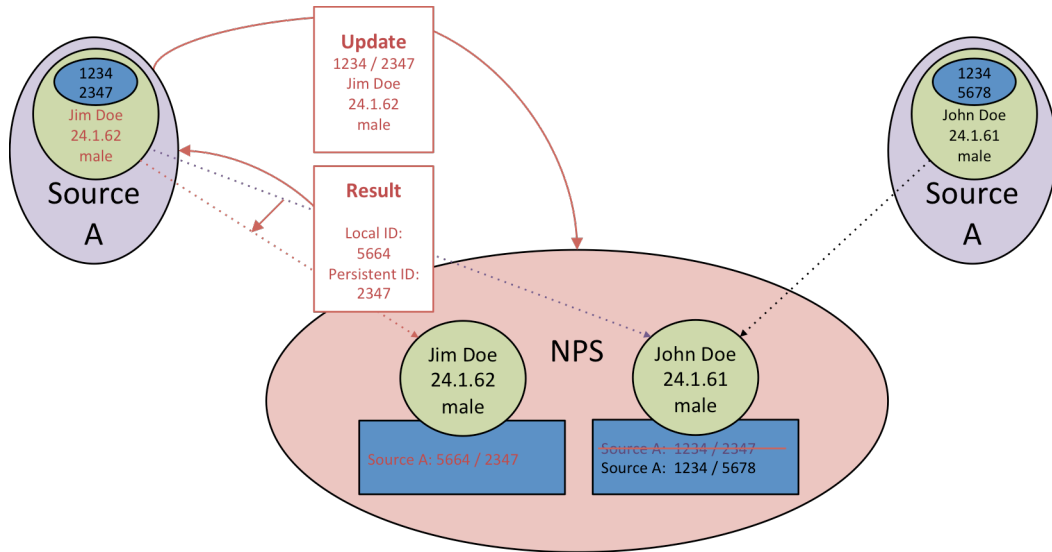 1234
2347
Jim Doe
24.1.62
male
Source
A
Update
1234 / 2347
Jim Doe
24.1.62
male
Result
Local ID:
5664
Persistent ID:
2347
1234
5678
John Doe
24.1.61
male
Source
A
NPS
Jim Doe
24.1.62
male
Source A: 5664 / 2347
John Doe
24.1.61
male
Source A: 1234 / 2347
Source A: 1234 / 5678